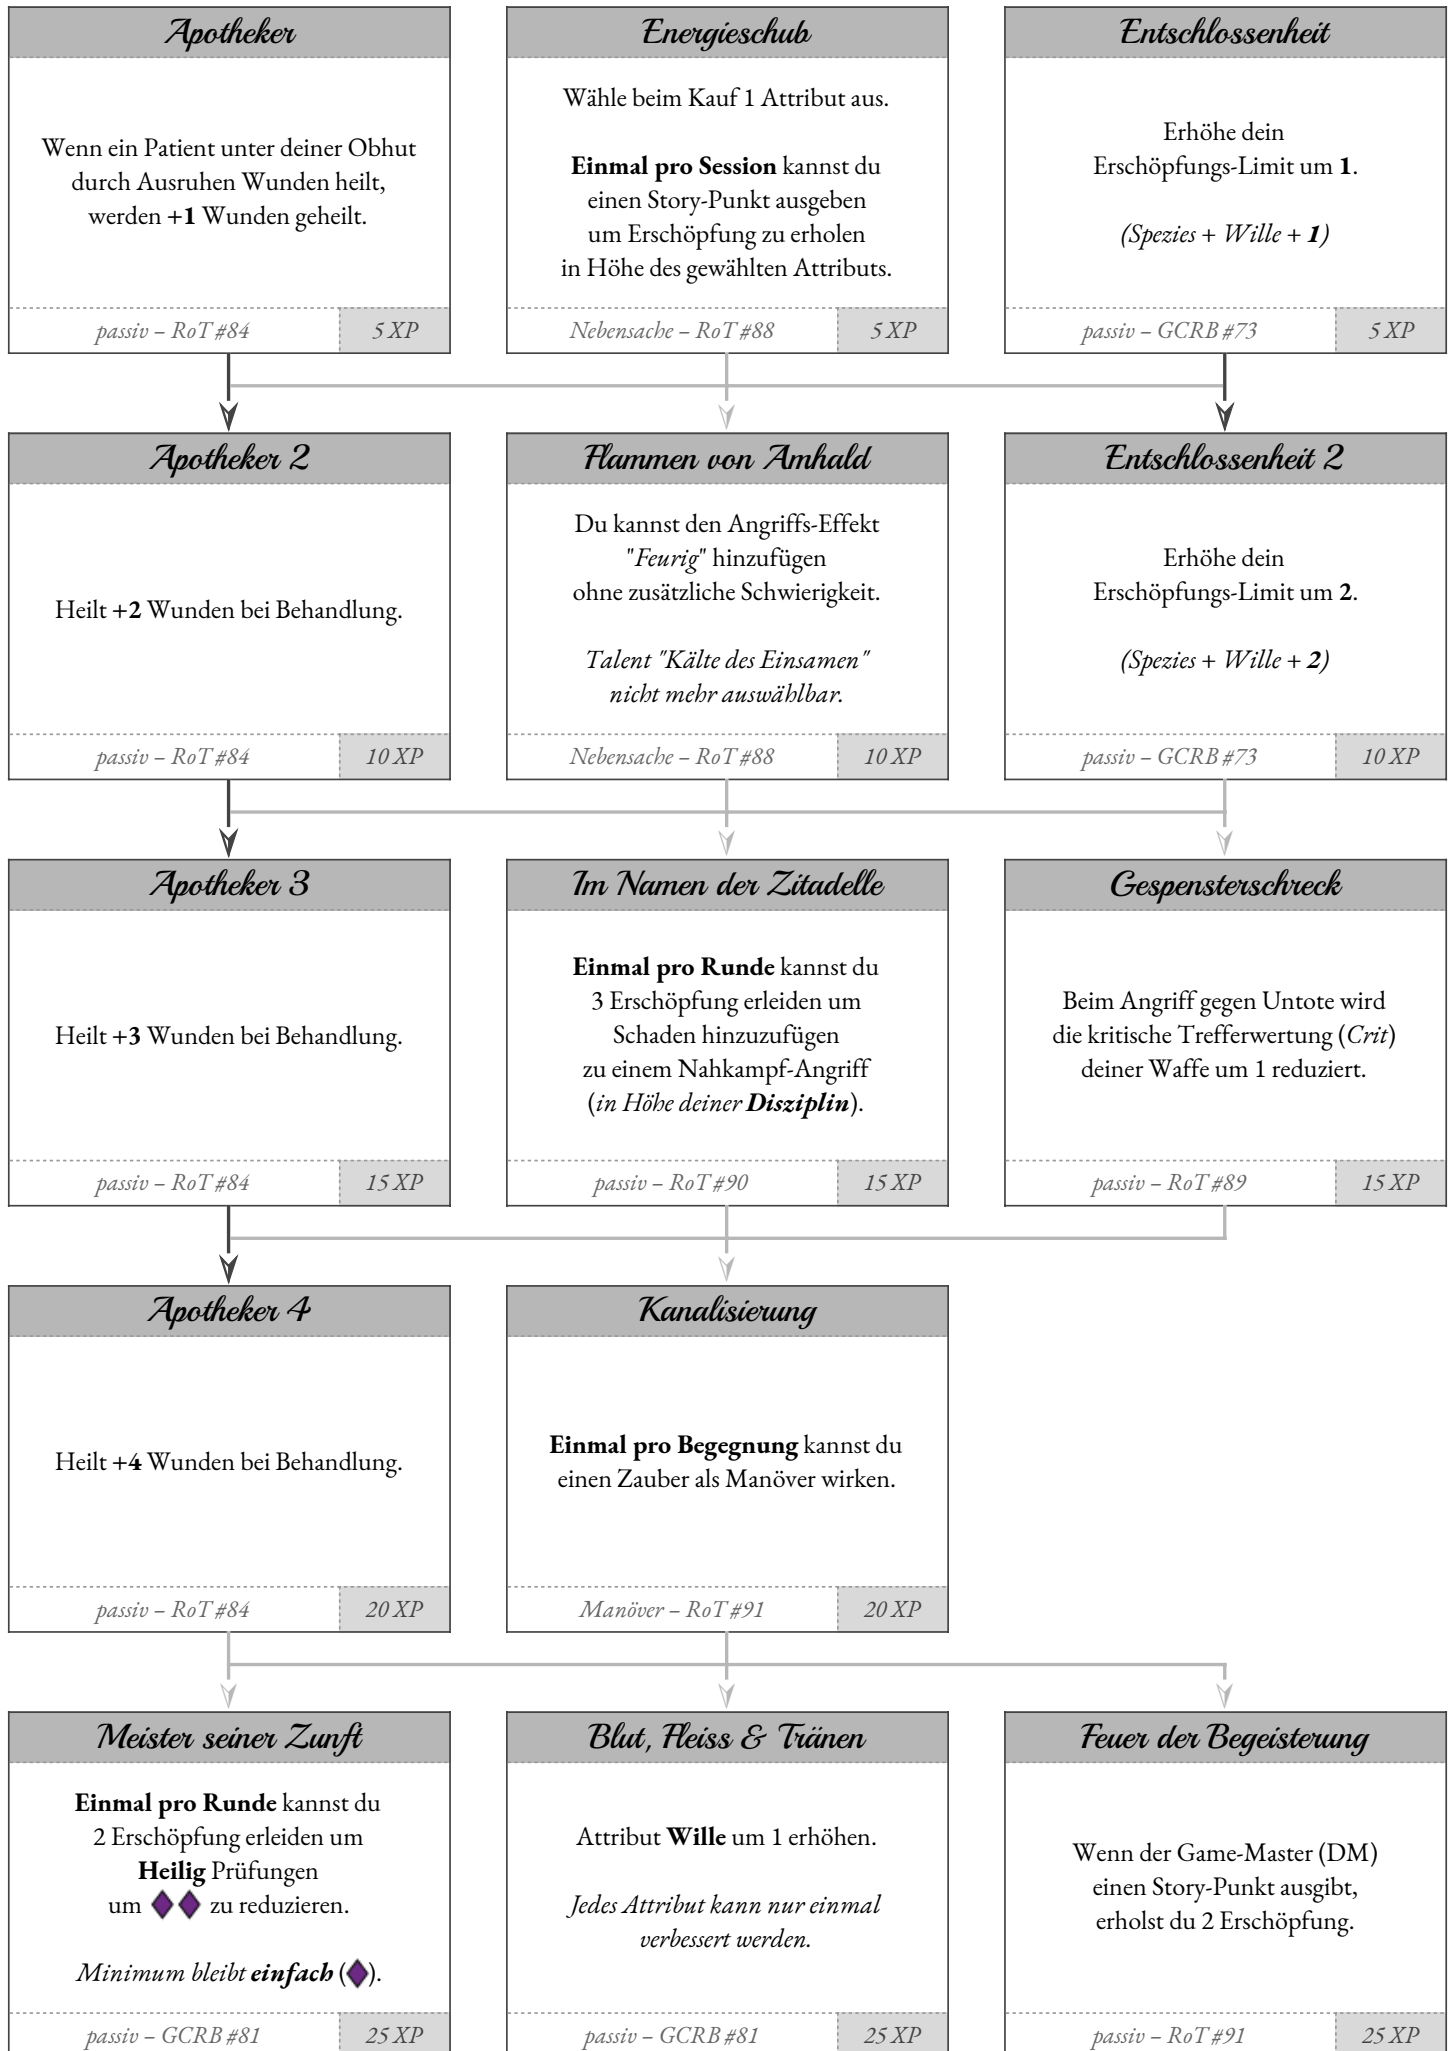 Apotheker
Wenn ein Patient unter deiner Obhut
durch Ausruhen Wunden heilt,
werden +1 Wunden geheilt.
passiv – RoT #84
5 XP
Energieschub
Wähle beim Kauf 1 Attribut aus.
Einmal pro Session kannst du
einen Story-Punkt ausgeben
um Erschöpfung zu erholen
in Höhe des gewählten Attributs.
Nebensache – RoT #88
5 XP
Entschlossenheit
Erhöhe dein
Erschöpfungs-Limit um 1.
(Spezies + Wille + 1)
passiv – GCRB #73
5 XP
Apotheker 2
Heilt +2 Wunden bei Behandlung.
passiv – RoT #84
10 XP
Flammen von Amhald
Du kannst den Angriffs-Effekt
"Feurig" hinzufügen
ohne zusätzliche Schwierigkeit.
Talent "Kälte des Einsamen"
nicht mehr auswählbar.
Nebensache – RoT #88
10 XP
Entschlossenheit 2
Erhöhe dein
Erschöpfungs-Limit um 2.
(Spezies + Wille + 2)
passiv – GCRB #73
10 XP
Apotheker 3
Heilt +3 Wunden bei Behandlung.
passiv – RoT #84
15 XP
Im Namen der Zitadelle
Einmal pro Runde kannst du
3 Erschöpfung erleiden um
Schaden hinzuzufügen
zu einem Nahkampf-Angriff
(in Höhe deiner Disziplin).
passiv – RoT #90
15 XP
Gespensterschreck
Beim Angriff gegen Untote wird
die kritische Trefferwertung (Crit)
deiner Waffe um 1 reduziert.
passiv – RoT #89
15 XP
Apotheker 4
Heilt +4 Wunden bei Behandlung.
passiv – RoT #84
20 XP
Kanalisierung
Einmal pro Begegnung kannst du
einen Zauber als Manöver wirken.
Manöver – RoT #91
20 XP
Meister seiner Zunft
Einmal pro Runde kannst du
2 Erschöpfung erleiden um
Heilig Prüfungen
um ♦♦ zu reduzieren.
Minimum bleibt einfach (♦).
passiv – GCRB #81
25 XP
Blut, Fleiss & Tränen
Attribut Wille um 1 erhöhen.
Jedes Attribut kann nur einmal
verbessert werden.
passiv – GCRB #81
25 XP
Feuer der Begeisterung
Wenn der Game-Master (DM)
einen Story-Punkt ausgibt,
erholst du 2 Erschöpfung.
passiv – RoT #91
25 XP